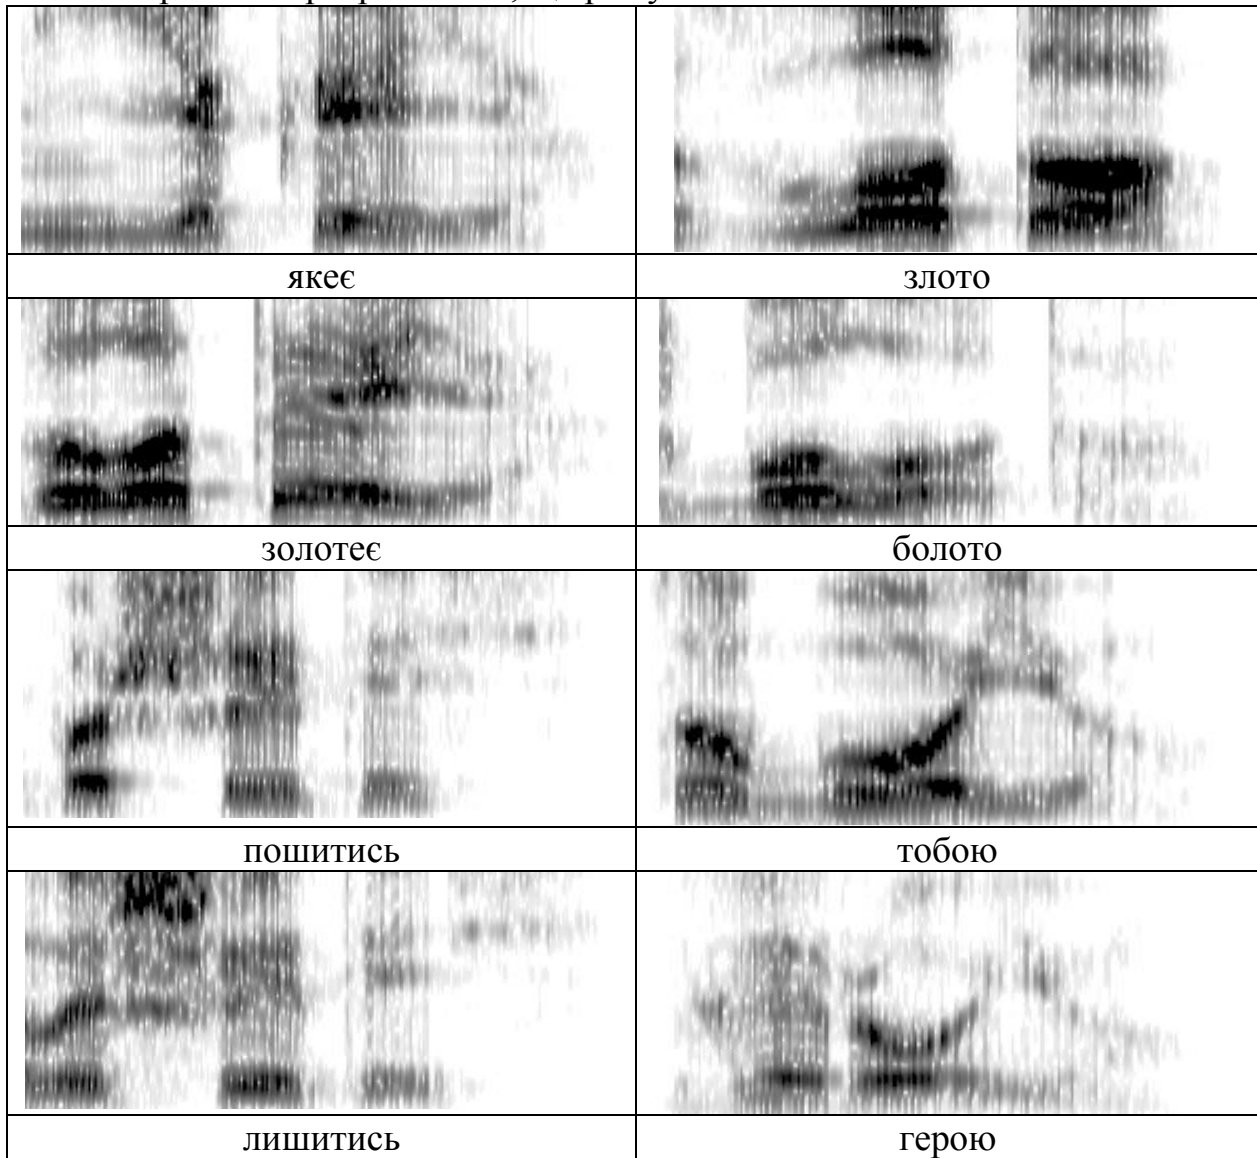 якеє
злото
золотеє
болото
пошитись
тобою
лишитись
герою